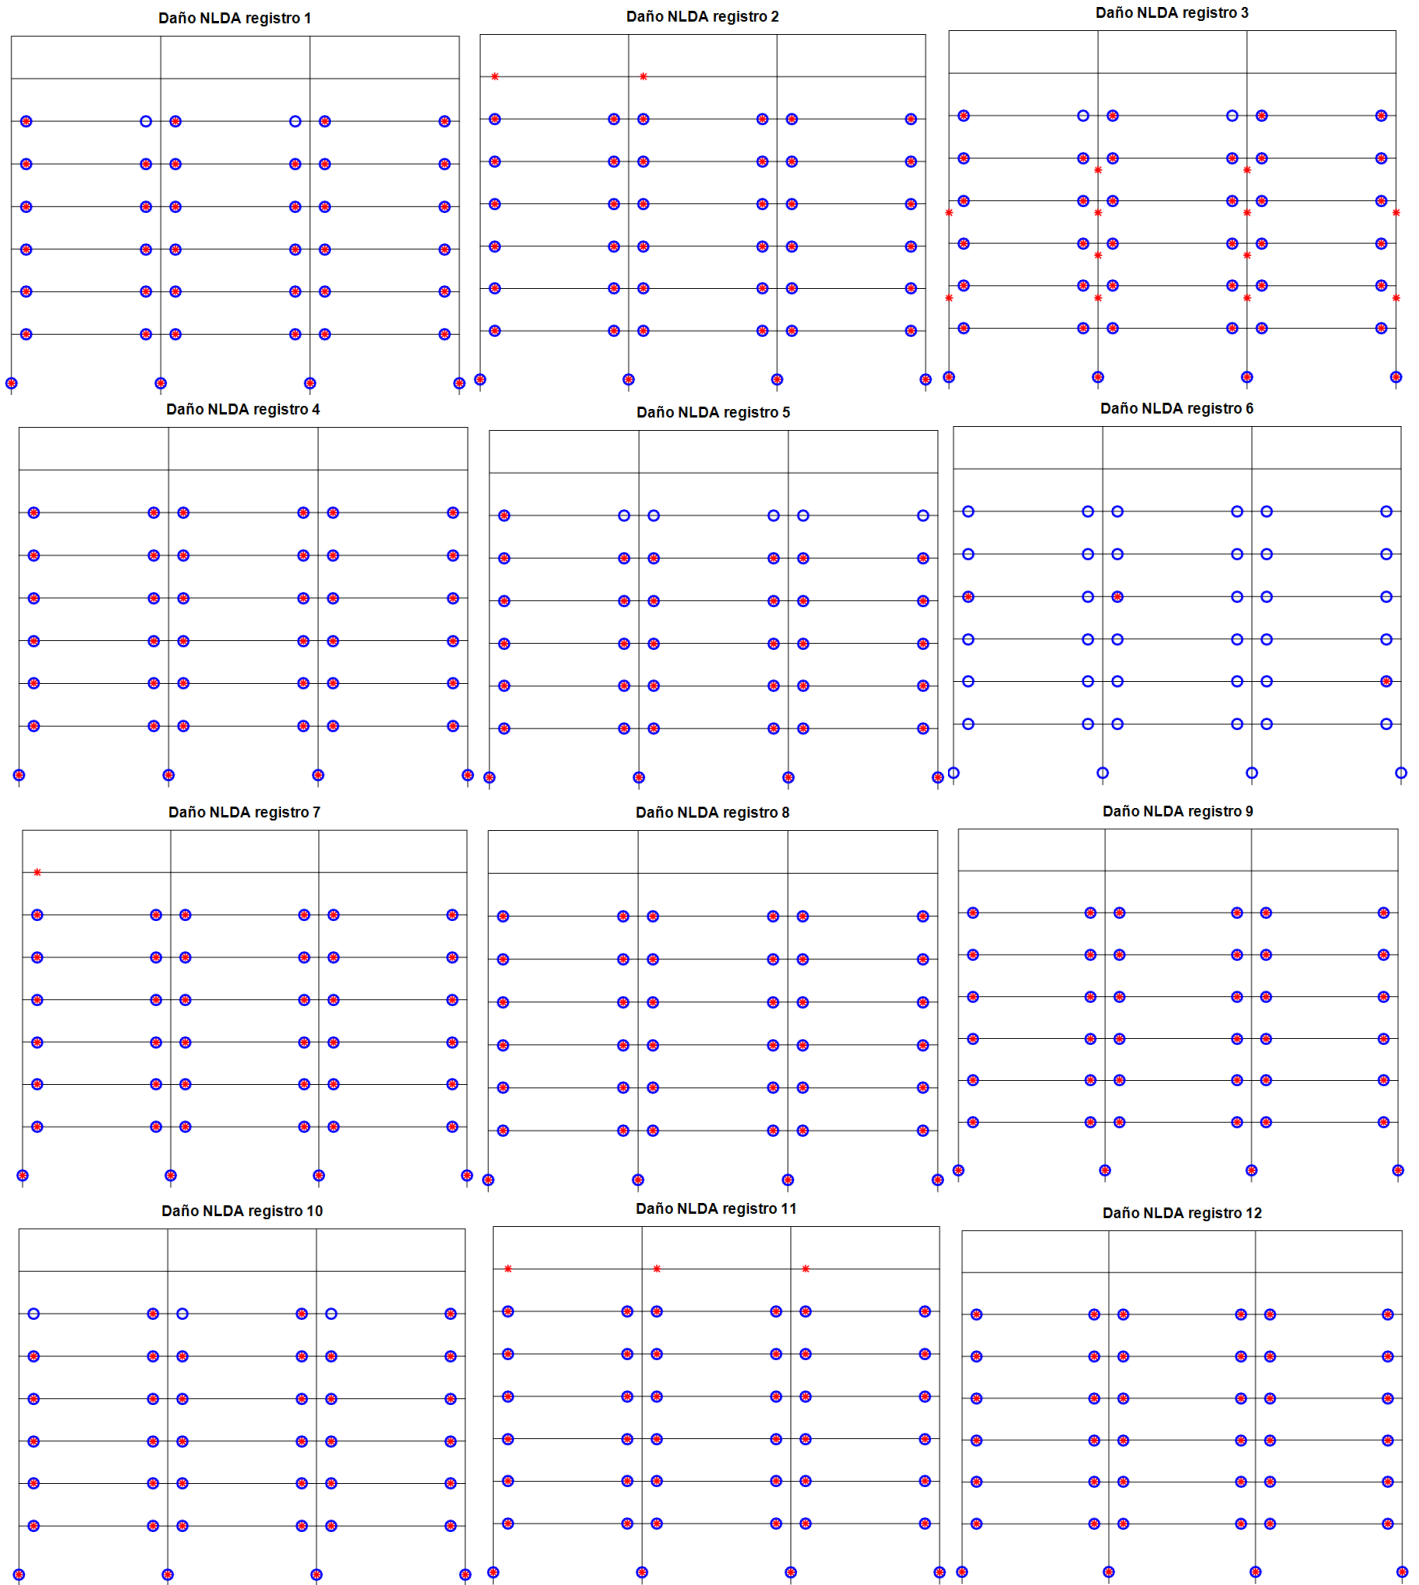 Daño NLDA registro 1
Daño NLDA registro 2
Daño NLDA registro 3
Daño NLDA registro 4
Daño NLDA registro 5
Daño NLDA registro 6
Daño NLDA registro 7
Daño NLDA registro 8
Daño NLDA registro 9
Daño NLDA registro 10
Daño NLDA registro 11
Daño NLDA registro 12